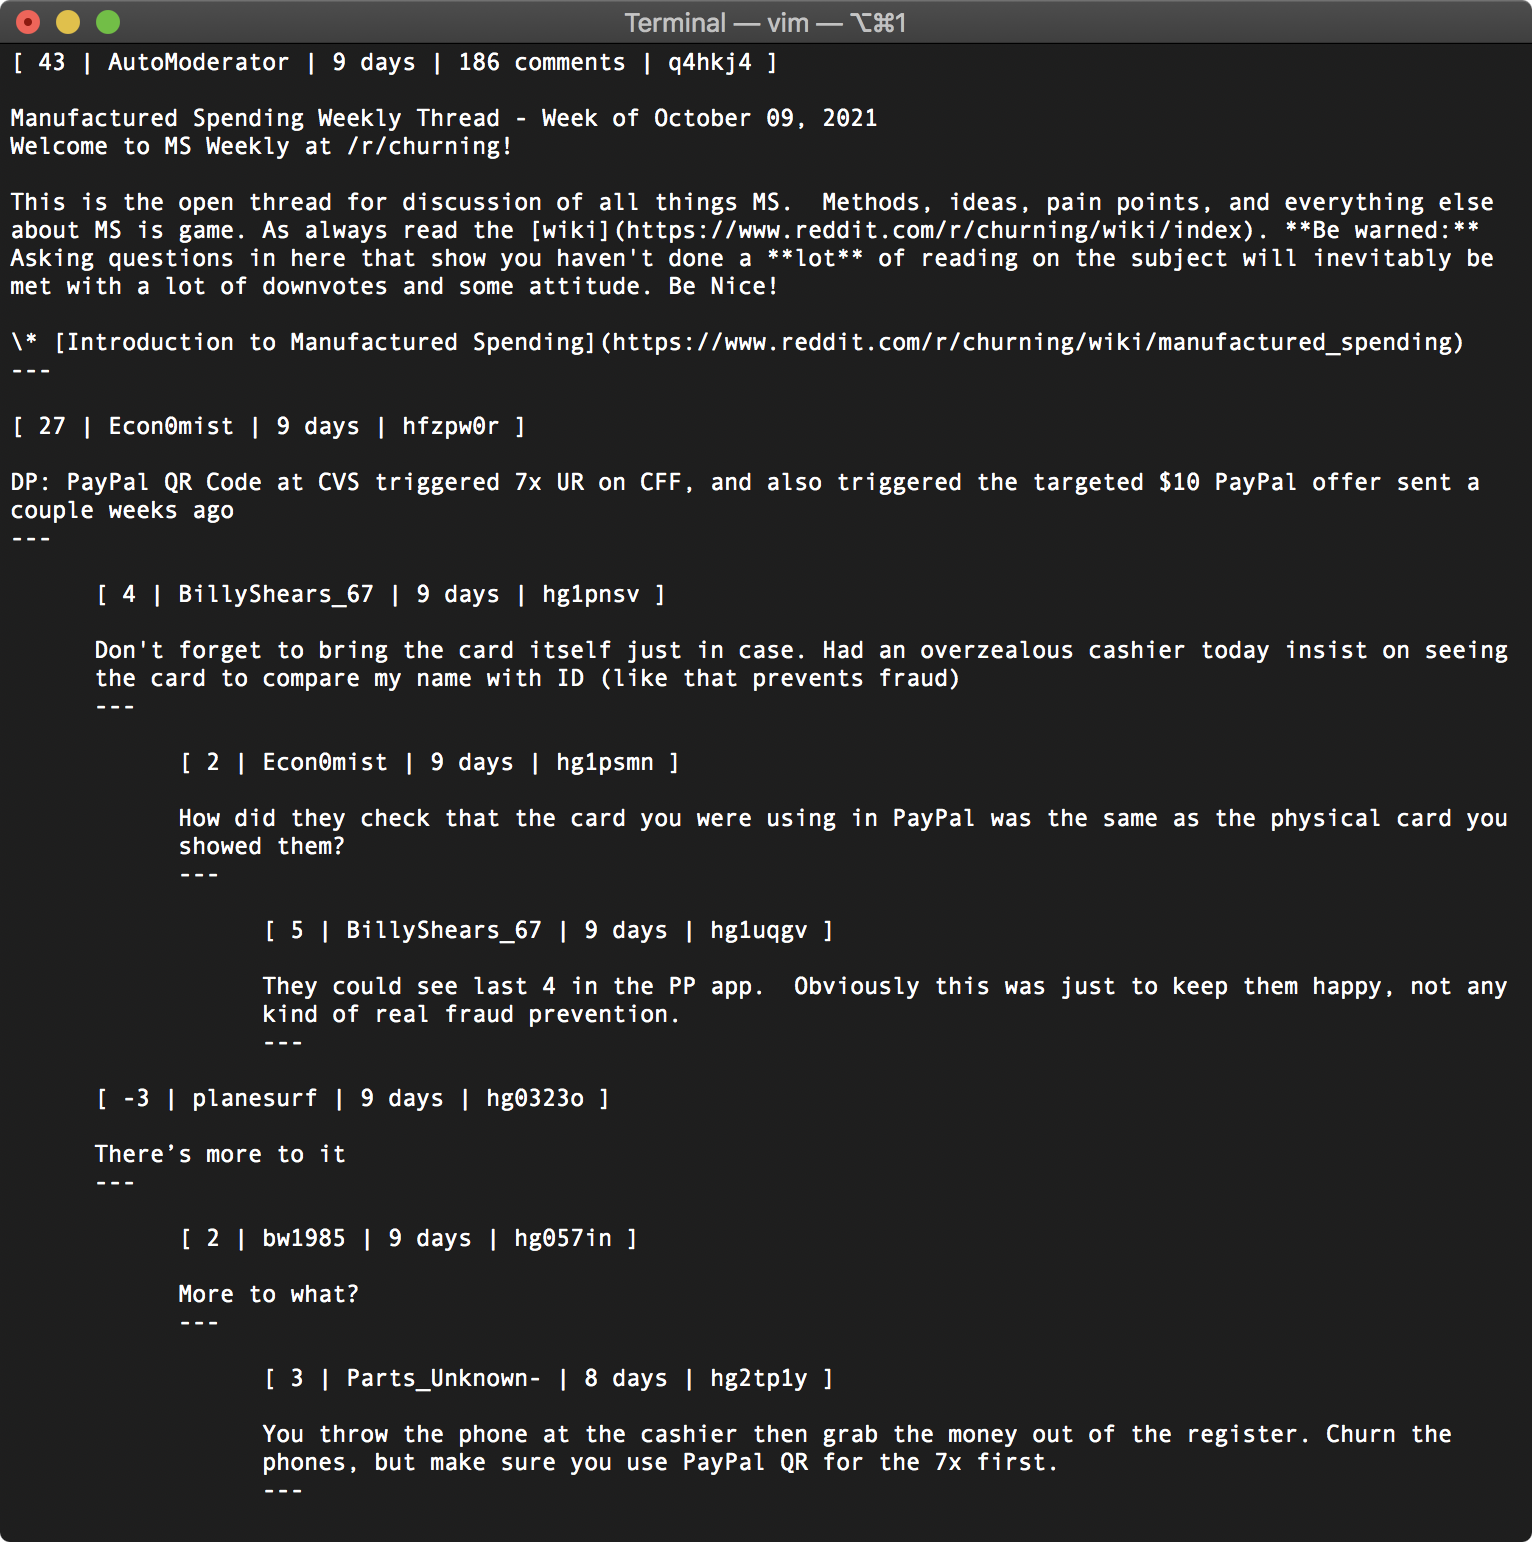 Terminal — vim — ⌥⌘1
[ 43 | AutoModerator | 9 days | 186 comments | q4hkj4 ]
Manufactured Spending Weekly Thread - Week of October 09, 2021
Welcome to MS Weekly at /r/churning!
This is the open thread for discussion of all things MS.  Methods, ideas, pain points, and everything else
about MS is game. As always read the [wiki](https://www.reddit.com/r/churning/wiki/index). **Be warned:**
Asking questions in here that show you haven't done a **lot** of reading on the subject will inevitably be
met with a lot of downvotes and some attitude. Be Nice!
\* [Introduction to Manufactured Spending](https://www.reddit.com/r/churning/wiki/manufactured_spending)
---
[ 27 | Econ0mist | 9 days | hfzpw0r ]
DP: PayPal QR Code at CVS triggered 7x UR on CFF, and also triggered the targeted $10 PayPal offer sent a
couple weeks ago
---
[ 4 | BillyShears_67 | 9 days | hg1pnsv ]
Don't forget to bring the card itself just in case. Had an overzealous cashier today insist on seeing
the card to compare my name with ID (like that prevents fraud)
---
[ 2 | Econ0mist | 9 days | hg1psmn ]
How did they check that the card you were using in PayPal was the same as the physical card you
showed them?
---
[ 5 | BillyShears_67 | 9 days | hg1uqgv ]
They could see last 4 in the PP app.  Obviously this was just to keep them happy, not any
kind of real fraud prevention.
---
[ -3 | planesurf | 9 days | hg0323o ]
There’s more to it
---
[ 2 | bw1985 | 9 days | hg057in ]
More to what?
---
[ 3 | Parts_Unknown- | 8 days | hg2tp1y ]
You throw the phone at the cashier then grab the money out of the register. Churn the
phones, but make sure you use PayPal QR for the 7x first.
---